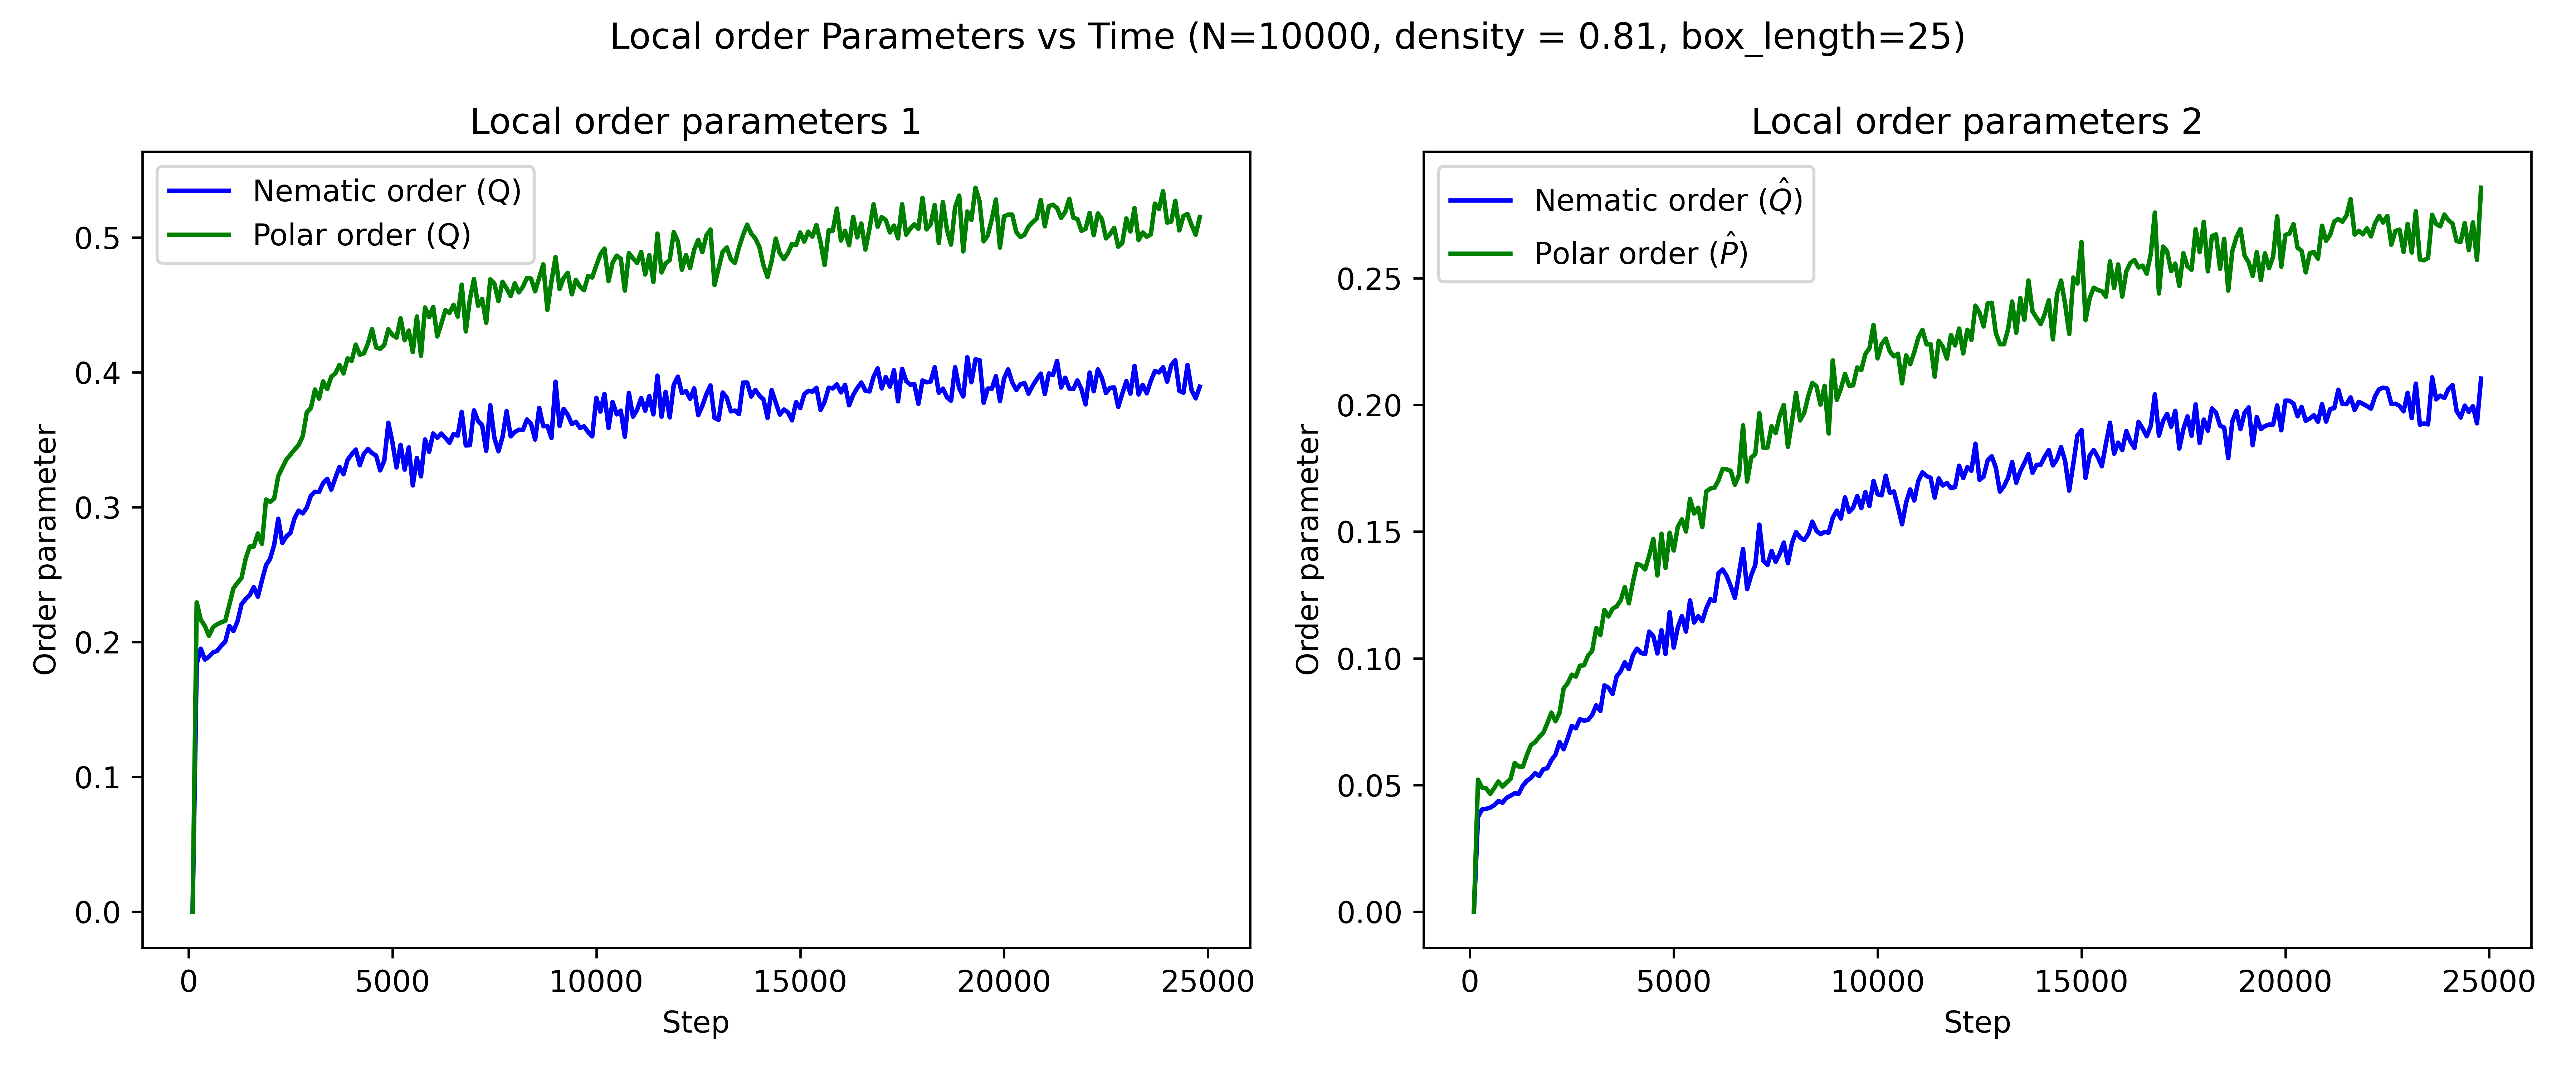 Local order Parameters vs Time (N=10000, density = 0.81, box_length=25)
Local order parameters 1
Nematic order (Q)
Polar order (Q)
Order parameter
0.5
0.4
0.3
0.2
0.1
0.0
0 5000 10000 15000 20000 25000
Step
Local order parameters 2
Nematic order (Q̂)
Polar order (P̂)
Order parameter
0.25
0.20
0.15
0.10
0.05
0.00
0 5000 10000 15000 20000 25000
Step